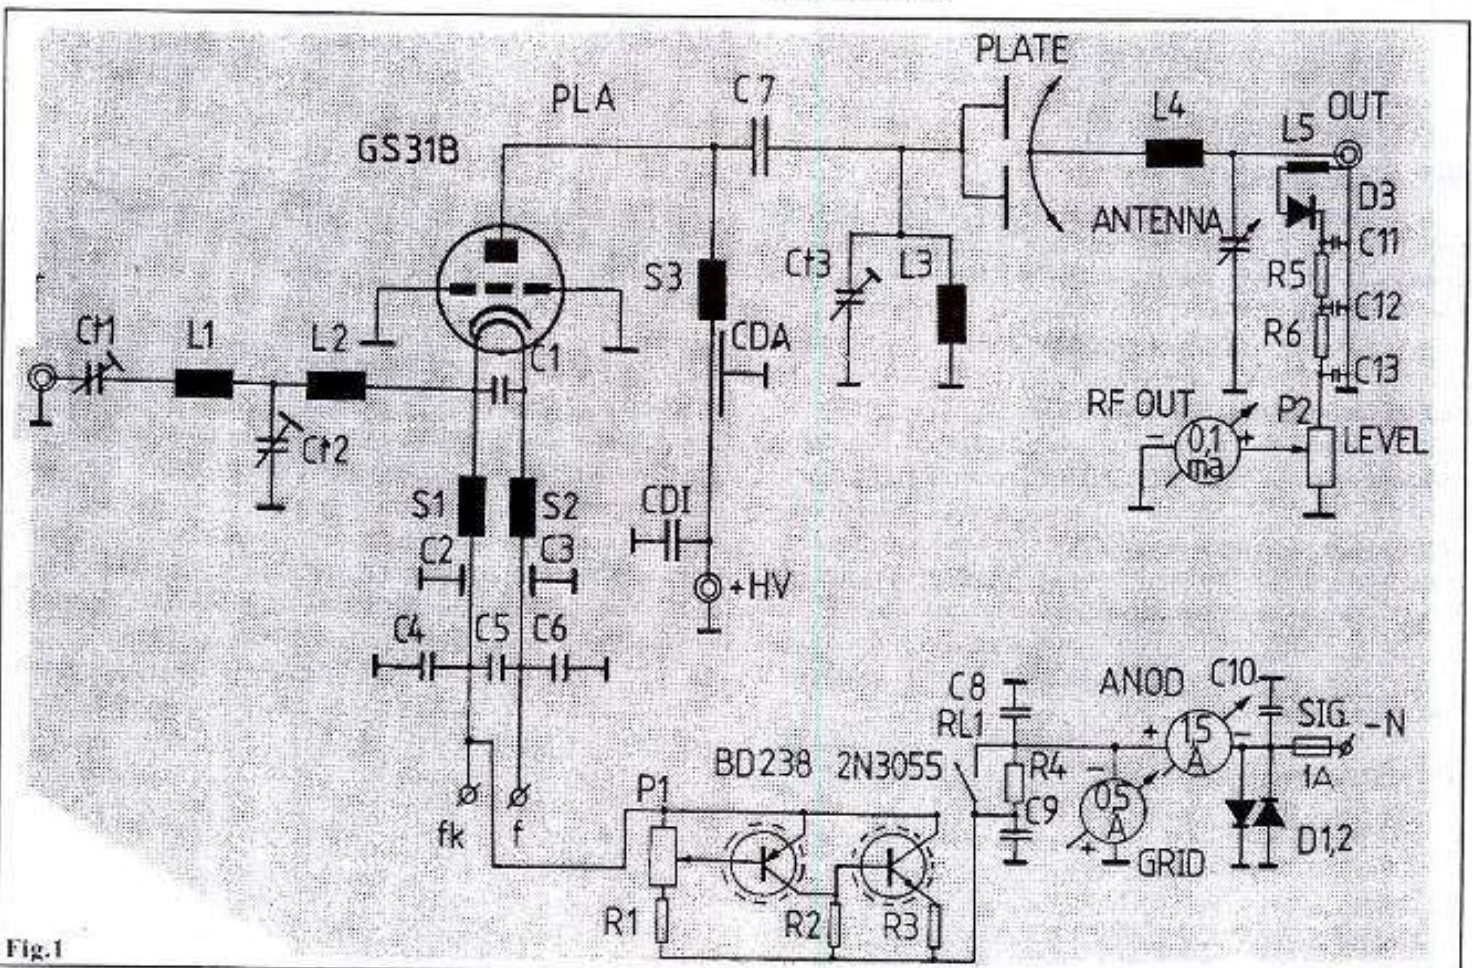 PLATE
C7
PLA
L4
OUT
L5
GS31B
D3
ANTENNA
C11
Ct3
L3
S3
R5
C12
Ct1
L1
L2
C1
CDA
R6
C13
RF OUT
P2
-
0,1
ma
+
LEVEL
Ct2
S1
S2
CDI
C2
C3
+HV
C4
C5
C6
C8
ANOD
C10
RL1
SIG.
-N
+
1,5
A
-
BD238
2N3055
R4
1A
P1
-
0,5
A
+
C9
D1,2
fk
f
GRID
R1
R2
R3
Fig.1